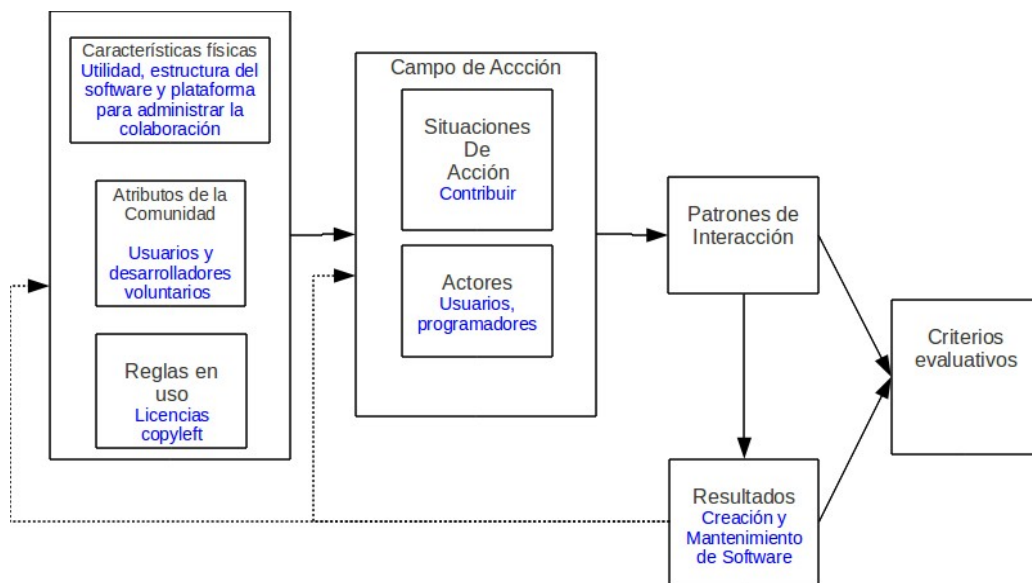 Características físicas
Utilidad, estructura del
software y plataforma
para administrar la
colaboración
Atributos de la
Comunidad
Usuarios y
desarrolladores
voluntarios
Reglas en
uso
Licencias
copyleft
Campo de Accción
Situaciones
De
Acción
Contribuir
Actores
Usuarios,
programadores
Patrones de
Interacción
Resultados
Creación y
Mantenimiento
de Software
Criterios
evaluativos